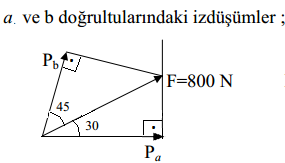 a. ve b doğrultularındaki izdüşümler ;
P_b
F=800 N
45
30
P_a